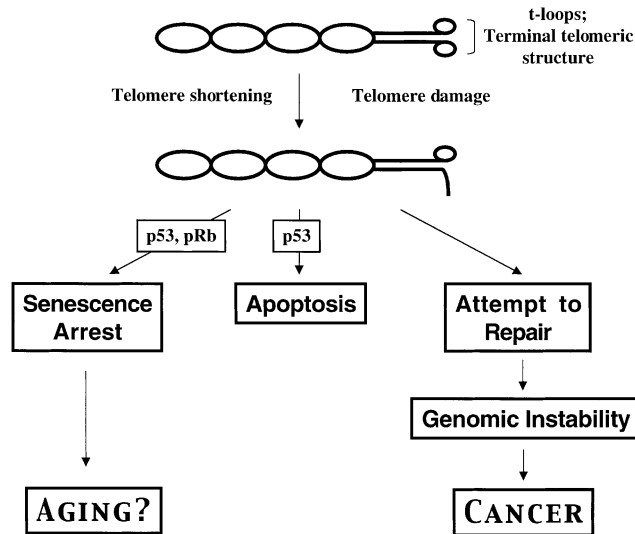 t-loops;
Terminal telomeric
structure
Telomere shortening
Telomere damage
p53, pRb
p53
Senescence
Arrest
Apoptosis
Attempt to
Repair
Genomic Instability
AGING?
CANCER